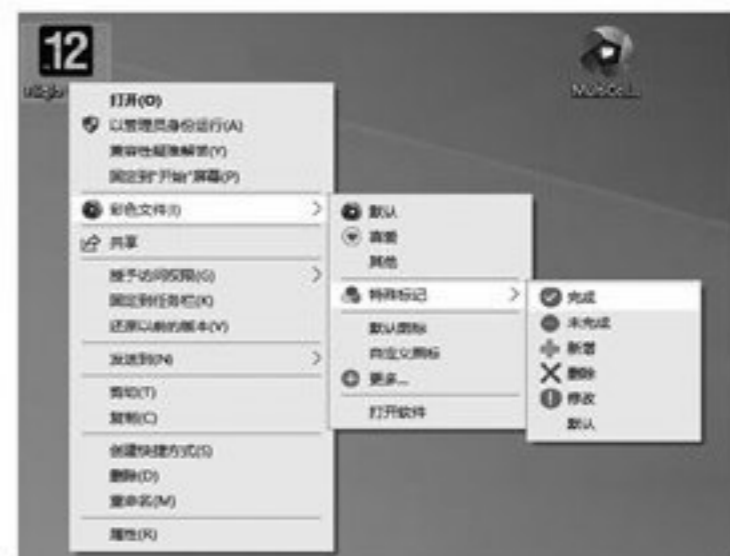 12
打开(O)
以管理员身份运行(A)
兼容性疑难解答(Y)
固定到"开始"屏幕(P)
彩色文件(I)
共享
授予访问权限(G)
固定到任务栏(K)
还原以前的版本(V)
发送到(N)
剪切(T)
复制(C)
创建快捷方式(S)
删除(D)
重命名(M)
属性(R)
默认
喜爱
其他
特殊标记
默认图标
自定义图标
更多...
打开软件
完成
未完成
新增
删除
修改
默认